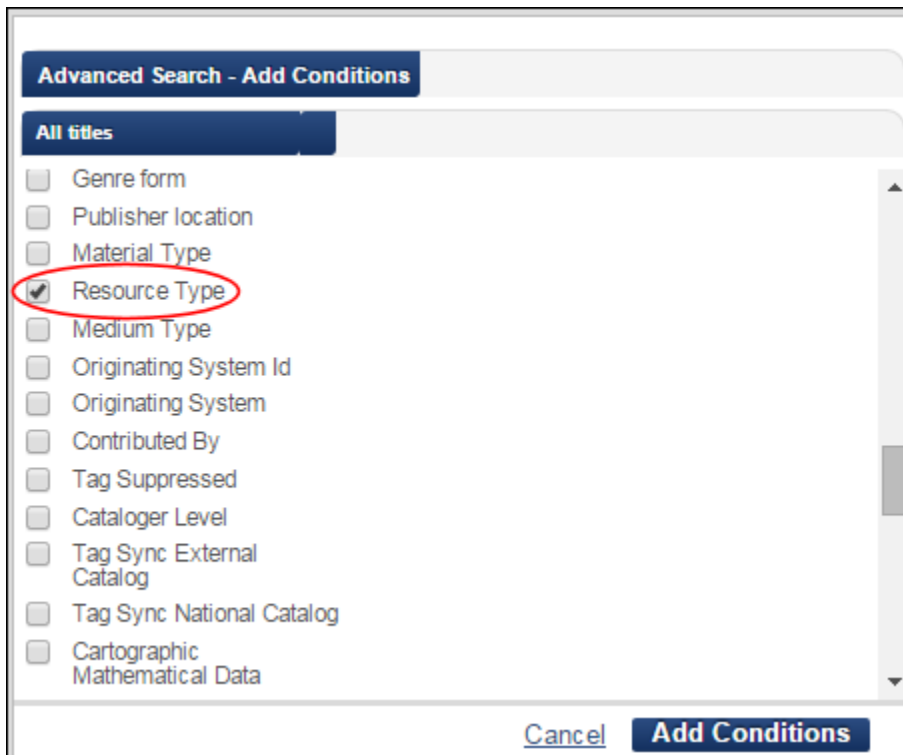 Advanced Search - Add Conditions
All titles
Genre form
Publisher location
Material Type
Resource Type
Medium Type
Originating System Id
Originating System
Contributed By
Tag Suppressed
Cataloger Level
Tag Sync External
Catalog
Tag Sync National Catalog
Cartographic
Mathematical Data
Cancel Add Conditions